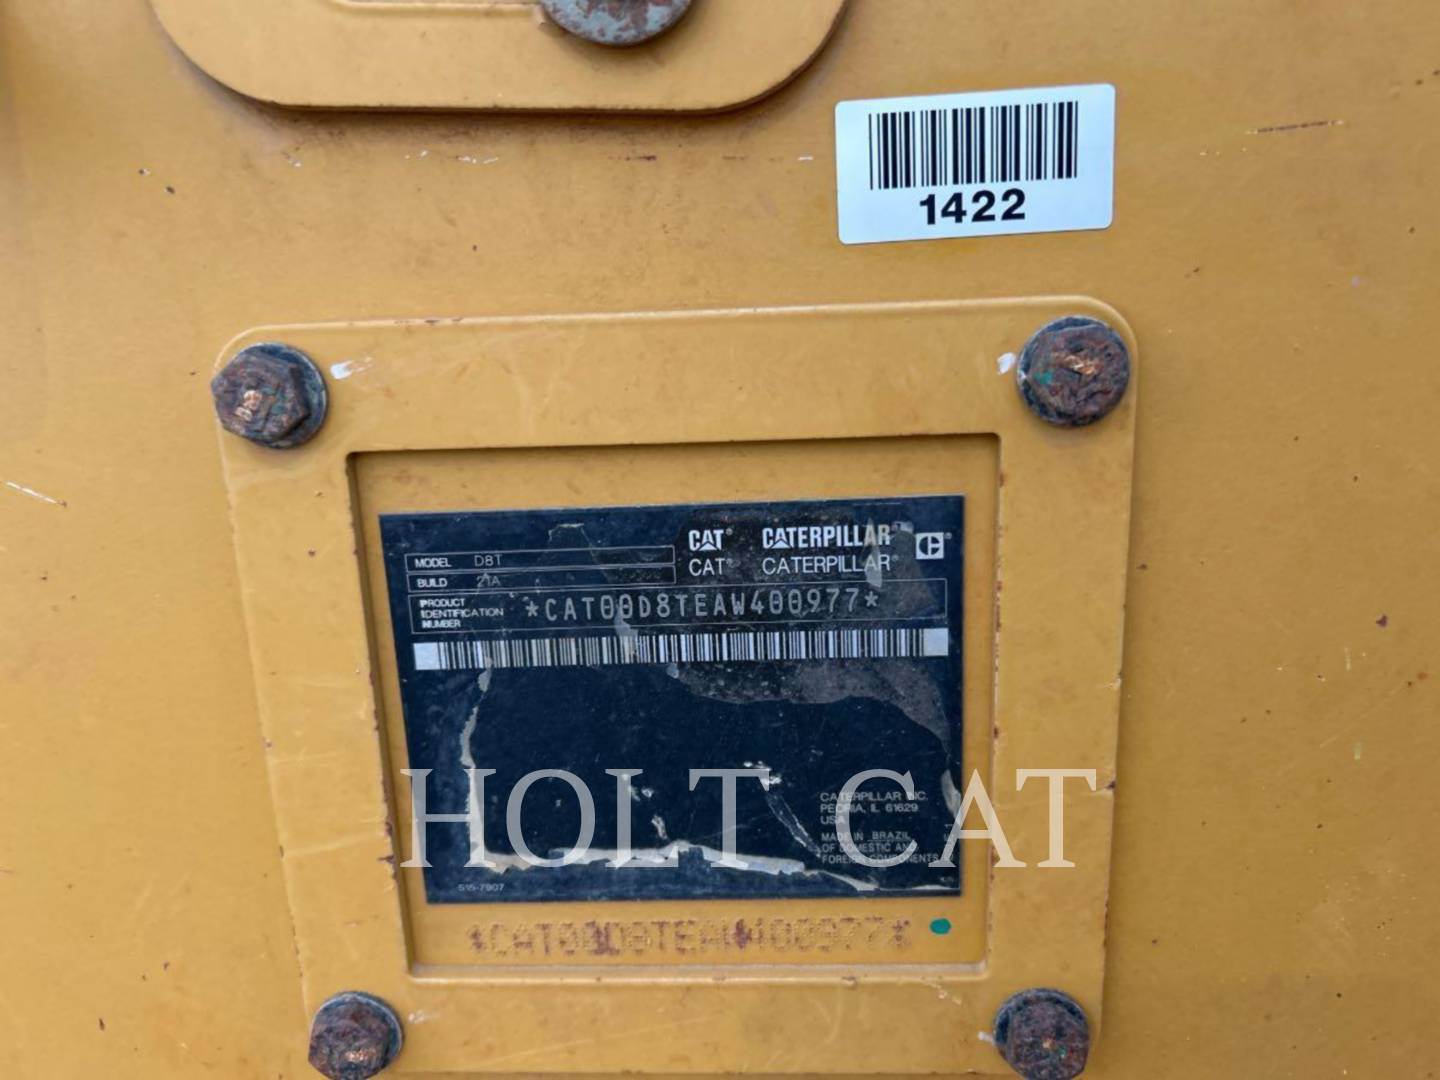 1422
CAT® CATERPILLAR®
CAT® CATERPILLAR®
MODEL D8T
BUILD 21A
PRODUCT IDENTIFICATION NUMBER *CAT00D8TEAW400977*
HOLT CAT
CATERPILLAR INC.
PEORIA, IL 61629
USA
MADE IN BRAZIL
OF DOMESTIC AND
FOREIGN COMPONENTS
515-7907
*CAT00D8TEAW400977*